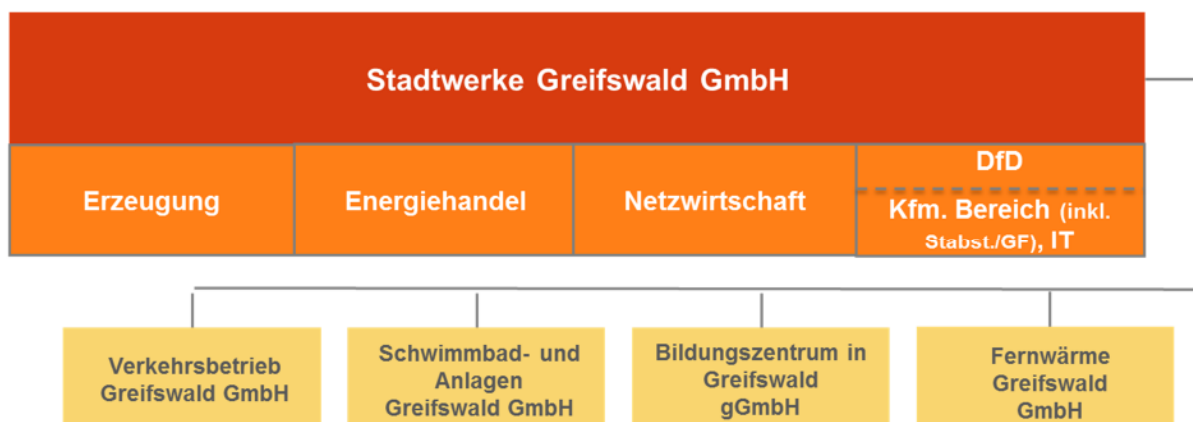 Stadtwerke Greifswald GmbH
Erzeugung
Energiehandel
Netzwirtschaft
DfD
Kfm. Bereich (inkl.
Stabst./GF), IT
Verkehrsbetrieb
Greifswald GmbH
Schwimmbad- und
Anlagen
Greifswald GmbH
Bildungszentrum in
Greifswald
gGmbH
Fernwärme
Greifswald
GmbH